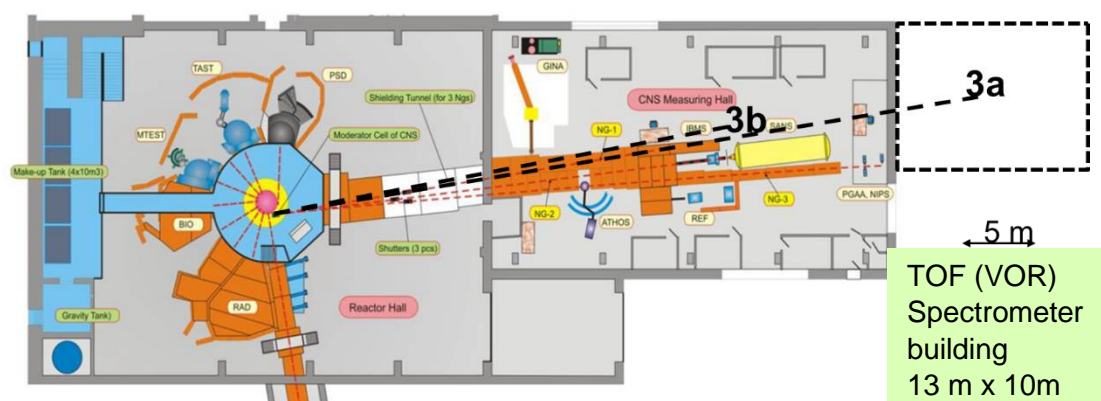 TAST
PSD
GINA
Shielding Tunnel (for 3 Ngs)
CNS Measuring Hall
3a
MTEST
Moderator Cell of CNS
NG-1
IBMS
3b
SANS
Make-up Tank (4x10m3)
BIO
NG-2
ATHOS
REF
NG-3
PGAA, NIPS
Shutters (3 pcs)
5 m
RAD
Reactor Hall
Gravity Tank)
TOF (VOR)
Spectrometer
building
13 m x 10m